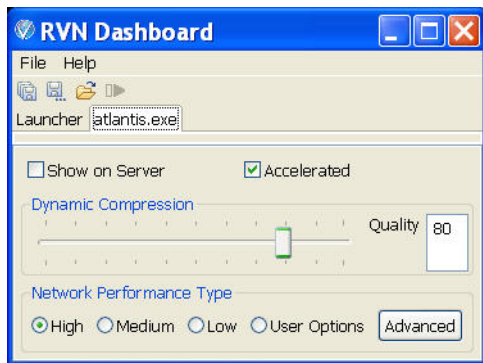 RVN Dashboard
File Help
Launcher atlantis.exe
Show on Server Accelerated
Dynamic Compression
Quality 80
Network Performance Type
High Medium Low User Options Advanced